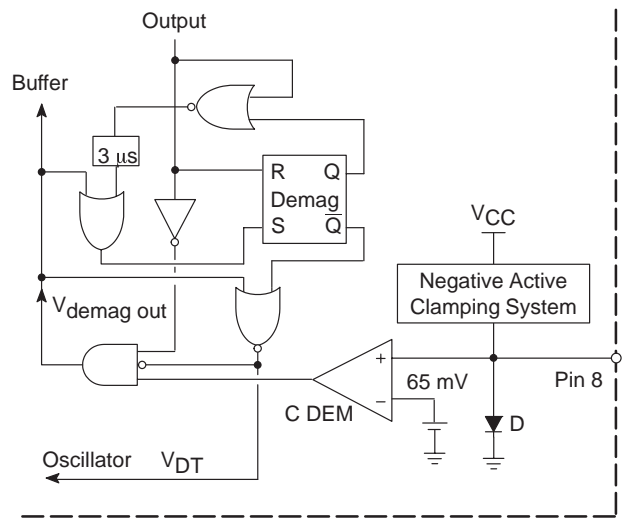 Output
Buffer
3 µs
R Q
Demag
S Q̅
VCC
Negative Active
Clamping System
Vdemag out
+
65 mV
Pin 8
C DEM
−
D
Oscillator VDT